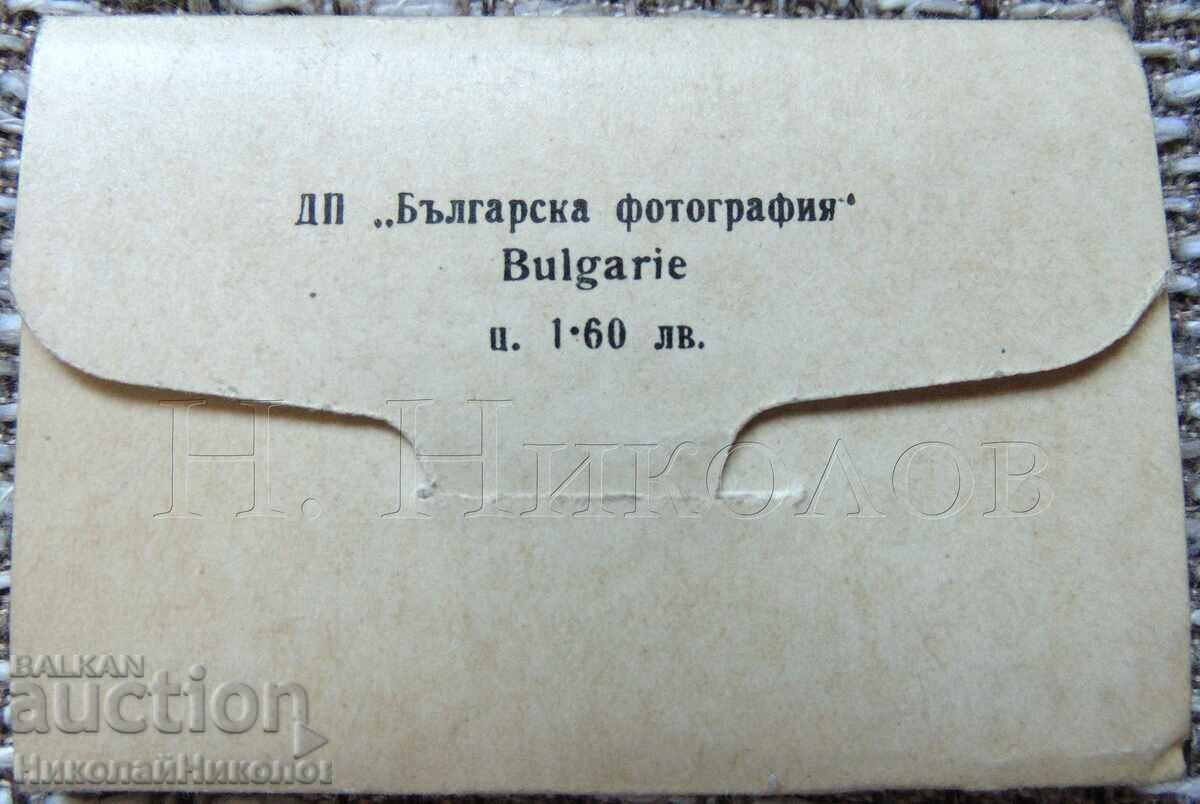 ДП „Българска фотография“
Bulgarie
ц. 1·60 лв.
Н. Николов
BALKAN
auction
НиколайНиколов